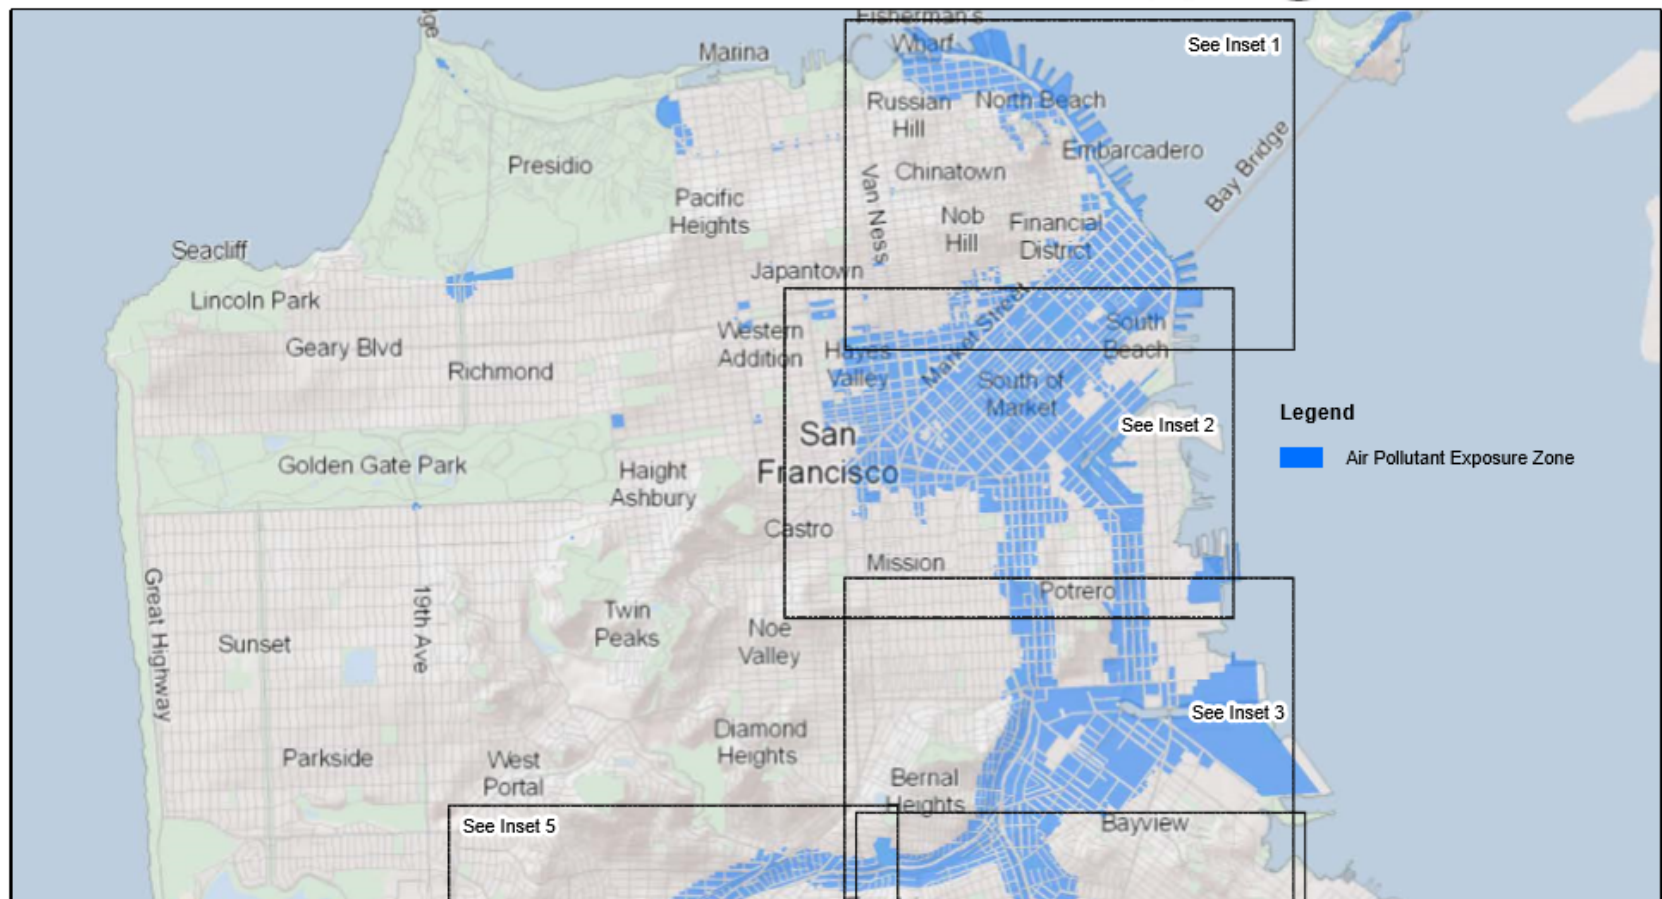 Fisherman's
Wharf
See Inset 1
Marina
Russian
Hill
North Beach
Presidio
Embarcadero
Chinatown
Bay Bridge
Van Ness
Pacific
Heights
Nob
Hill
Financial
District
Seacliff
Japantown
Lincoln Park
Market Street
Geary Blvd
Western
Addition
Hayes
Valley
South
Beach
Richmond
South of
Market
See Inset 2
Legend
Air Pollutant Exposure Zone
San
Francisco
Golden Gate Park
Haight
Ashbury
Castro
Mission
Potrero
Great Highway
19th Ave
Twin
Peaks
Noe
Valley
Sunset
See Inset 3
Diamond
Heights
Parkside
West
Portal
Bernal
Heights
See Inset 5
Bayview